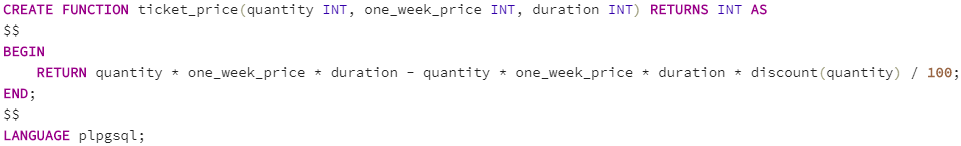 CREATE FUNCTION ticket_price(quantity INT, one_week_price INT, duration INT) RETURNS INT AS
$$
BEGIN
    RETURN quantity * one_week_price * duration - quantity * one_week_price * duration * discount(quantity) / 100;
END;
$$
LANGUAGE plpgsql;